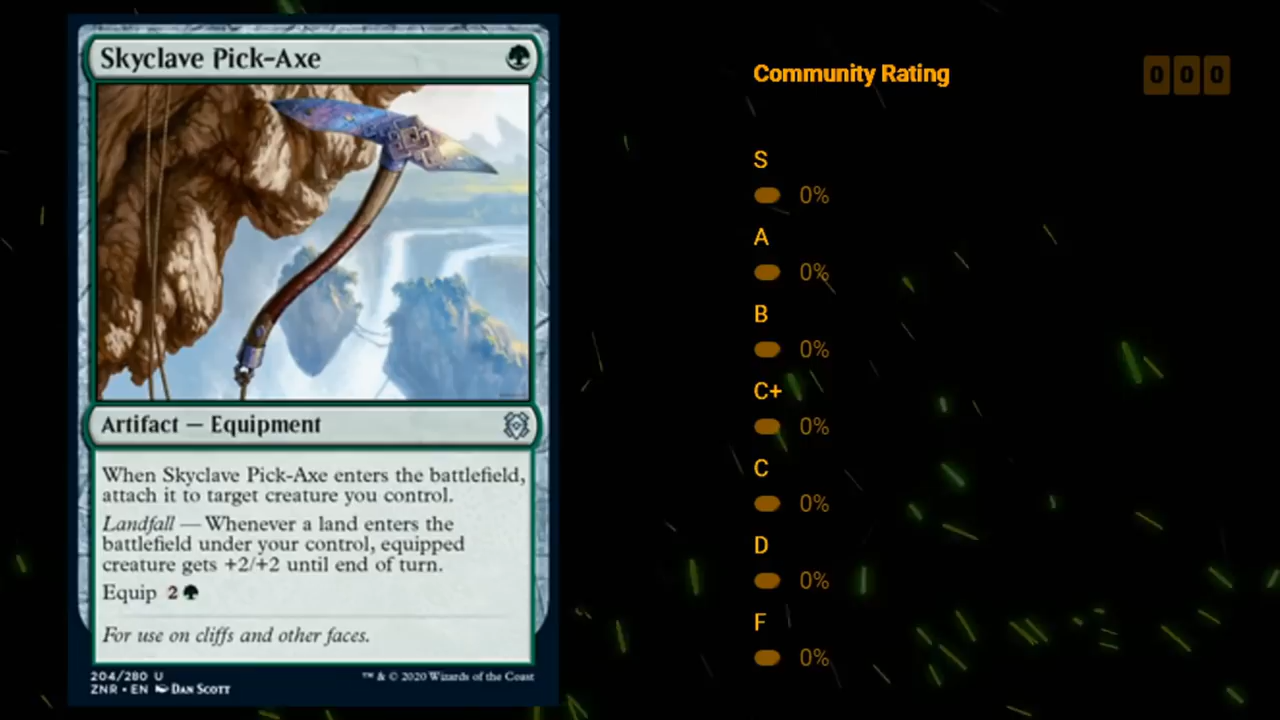 Skyclave Pick-Axe
Artifact — Equipment
When Skyclave Pick-Axe enters the battlefield,
attach it to target creature you control.
Landfall — Whenever a land enters the
battlefield under your control, equipped
creature gets +2/+2 until end of turn.
Equip 2
For use on cliffs and other faces.
204/280 U
ZNR • EN DAN SCOTT
™ & © 2020 Wizards of the Coast
Community Rating
0 0 0
S
0%
A
0%
B
0%
C+
0%
C
0%
D
0%
F
0%